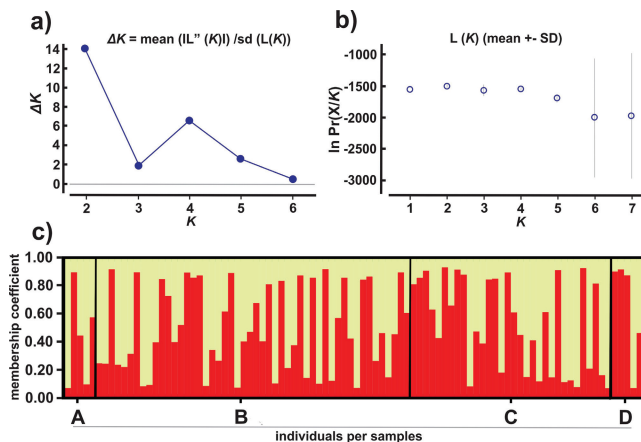 a)
ΔK = mean (IL” (K)I) /sd (L(K))
14
12
10
8
6
4
2
0
ΔK
2 3 4 5 6
K
b)
L (K) (mean +- SD)
-1000
-1500
-2000
-3000
ln Pr(X/K)
1 2 3 4 5 6 7
K
c)
1.00
0.80
0.60
0.40
0.20
0.00
membership coefficient
A B C D
individuals per samples